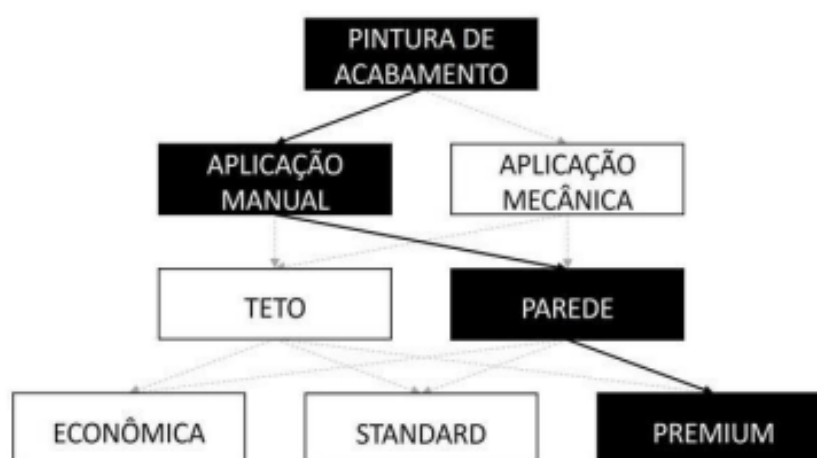 PINTURA DE
ACABAMENTO
APLICAÇÃO
MANUAL
APLICAÇÃO
MECÂNICA
TETO
PAREDE
ECONÔMICA
STANDARD
PREMIUM